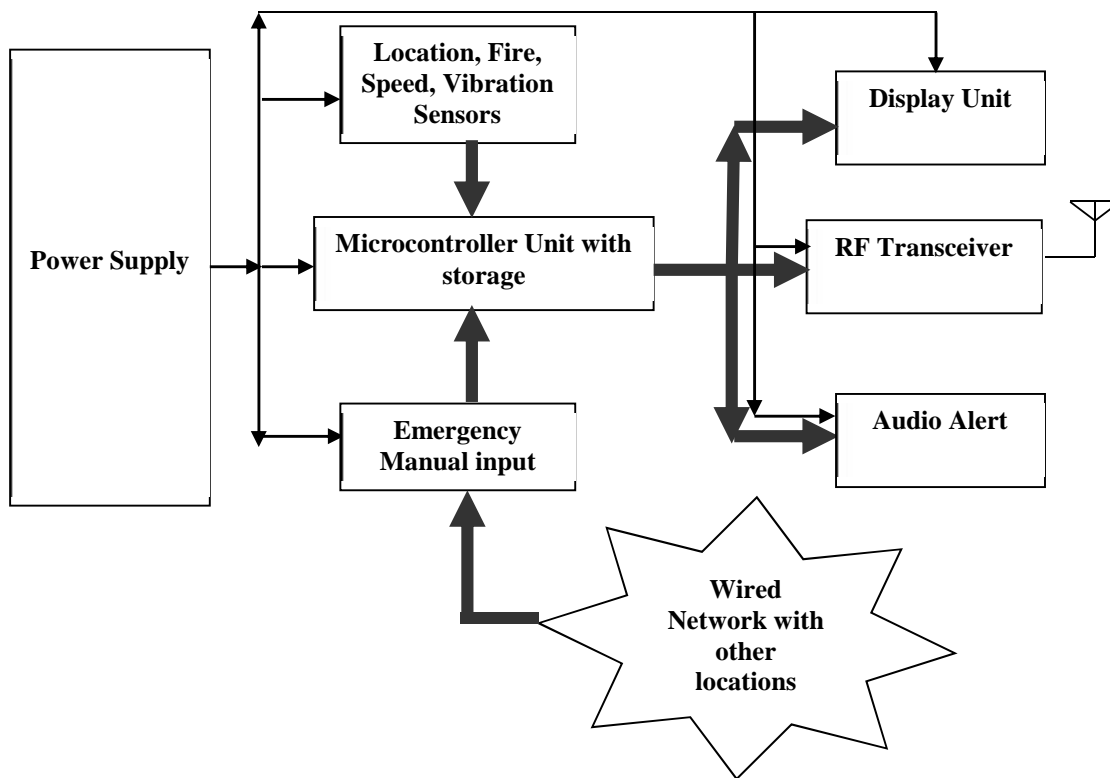 Power Supply
Location, Fire,
Speed, Vibration
Sensors
Microcontroller Unit with
storage
Emergency
Manual input
Display Unit
RF Transceiver
Audio Alert
Wired
Network with
other
locations